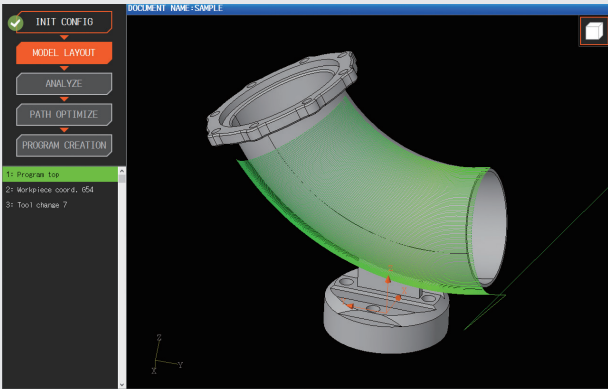 DOCUMENT NAME:SAMPLE
INIT CONFIG
MODEL LAYOUT
ANALYZE
PATH OPTIMIZE
PROGRAM CREATION
1: Program top
2: Workpiece coord. G54
3: Tool change 7
Y